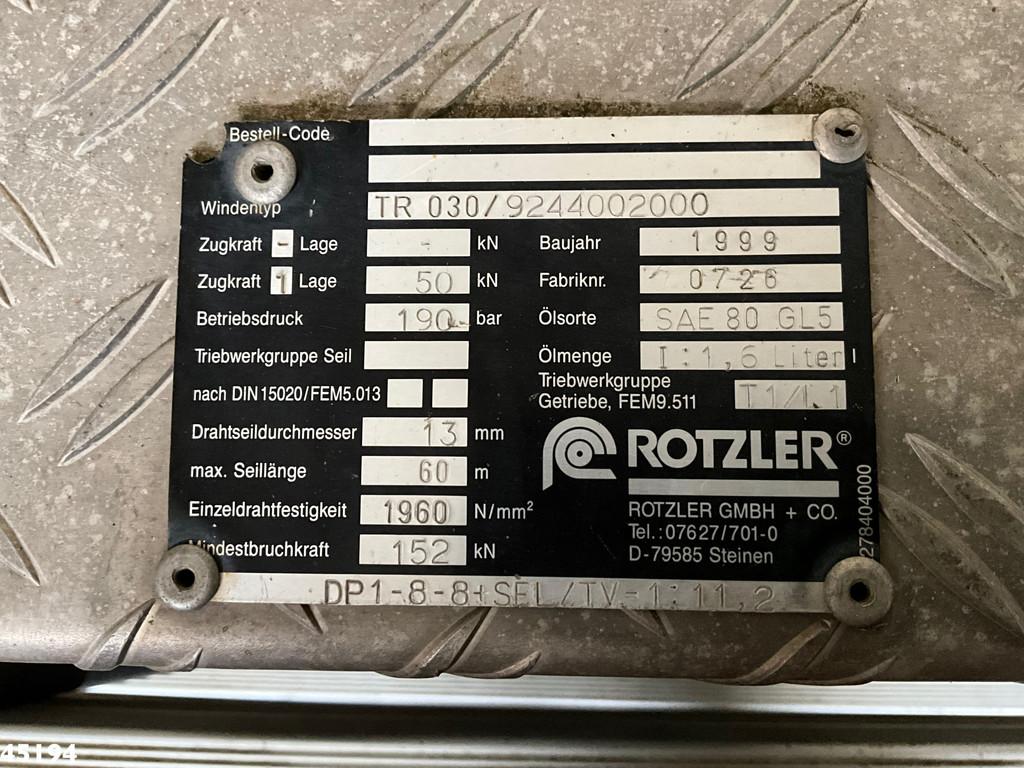 Bestell-Code
Windentyp TR 030/9244002000
Zugkraft - Lage - kN Baujahr 1999
Zugkraft 1 Lage 50 kN Fabriknr. 0726
Betriebsdruck 190 bar Ölsorte SAE 80 GL5
Triebwerkgruppe Seil Ölmenge I:1,6 Liter l
nach DIN 15020/FEM5.013 Triebwerkgruppe
Getriebe, FEM9.511 T1/L1
Drahtseildurchmesser 13 mm ROTZLER®
max. Seillänge 60 m
Einzeldrahtfestigkeit 1960 N/mm² ROTZLER GMBH + CO.
Tel.: 07627/701-0
Mindestbruchkraft 152 kN D-79585 Steinen
278404000
DP1-8-8+SEL/TV-1:11,2
45194